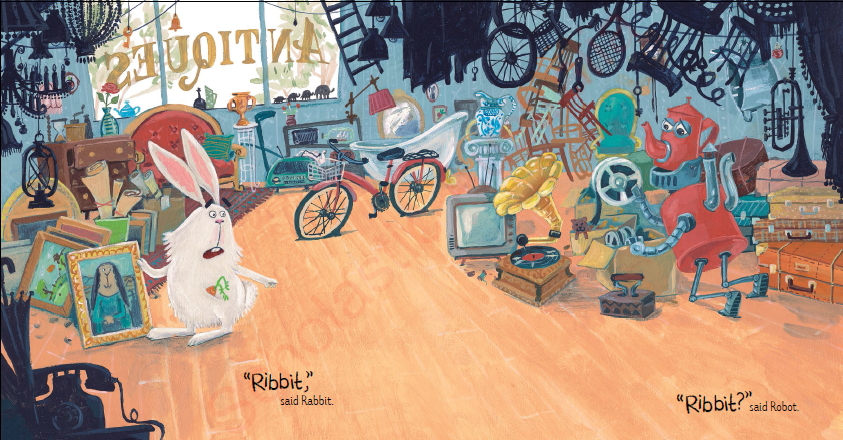 ANTIQUES
“Ribbit,”
said Rabbit.
“Ribbit?” said Robot.